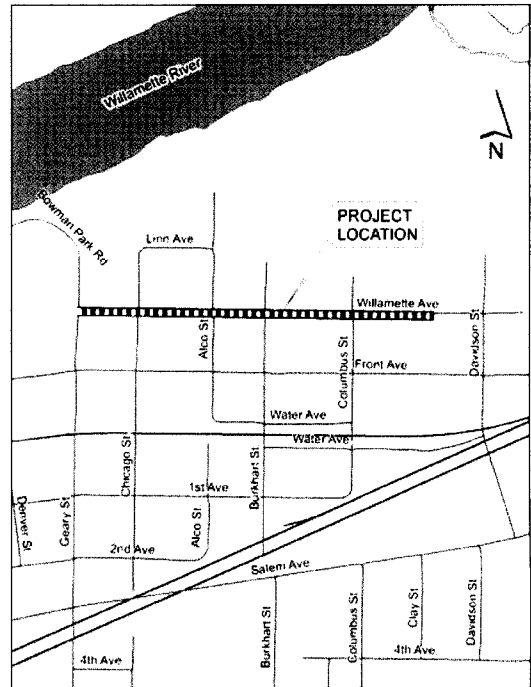 Willamette River
N
Bowman Park Rd
PROJECT
LOCATION
Linn Ave
Willamette Ave
Alco St
Columbus St
Davidson St
Front Ave
Water Ave
Water Ave
Chicago St
Burkhart St
1st Ave
Denver St
Geary St
Alco St
2nd Ave
Salem Ave
Burkhart St
Columbus St
Clay St
Davidson St
4th Ave
4th Ave